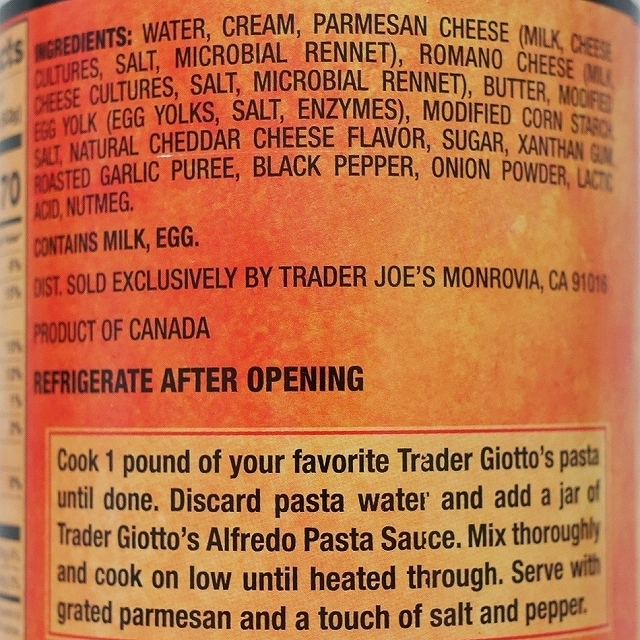 cts
70
INGREDIENTS: WATER, CREAM, PARMESAN CHEESE (MILK, CHEESE
CULTURES, SALT, MICROBIAL RENNET), ROMANO CHEESE (MILK,
CHEESE CULTURES, SALT, MICROBIAL RENNET), BUTTER, MODIFIED
EGG YOLK (EGG YOLKS, SALT, ENZYMES), MODIFIED CORN STARCH,
SALT, NATURAL CHEDDAR CHEESE FLAVOR, SUGAR, XANTHAN GUM,
ROASTED GARLIC PUREE, BLACK PEPPER, ONION POWDER, LACTIC
ACID, NUTMEG.
CONTAINS MILK, EGG.
DIST. SOLD EXCLUSIVELY BY TRADER JOE'S MONROVIA, CA 91016
PRODUCT OF CANADA
REFRIGERATE AFTER OPENING
Cook 1 pound of your favorite Trader Giotto's pasta
until done. Discard pasta water and add a jar of
Trader Giotto's Alfredo Pasta Sauce. Mix thoroughly
and cook on low until heated through. Serve with
grated parmesan and a touch of salt and pepper.